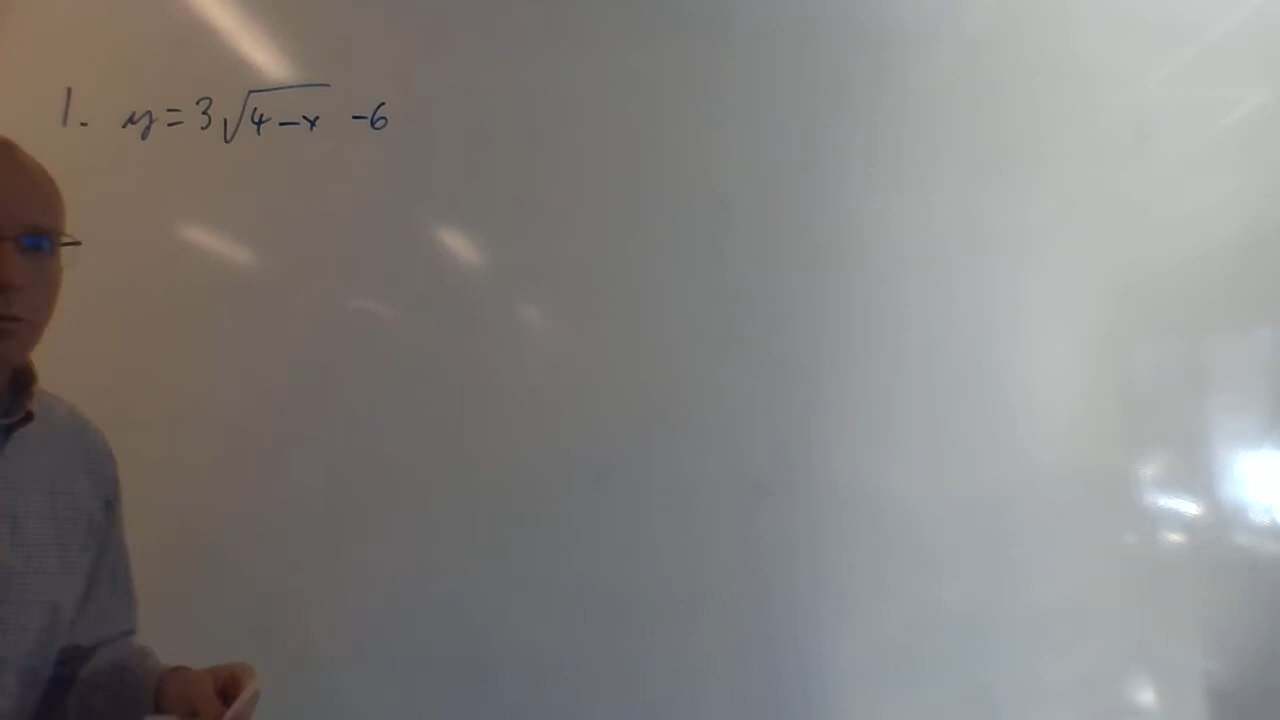 1. y = 3√(4-x) -6